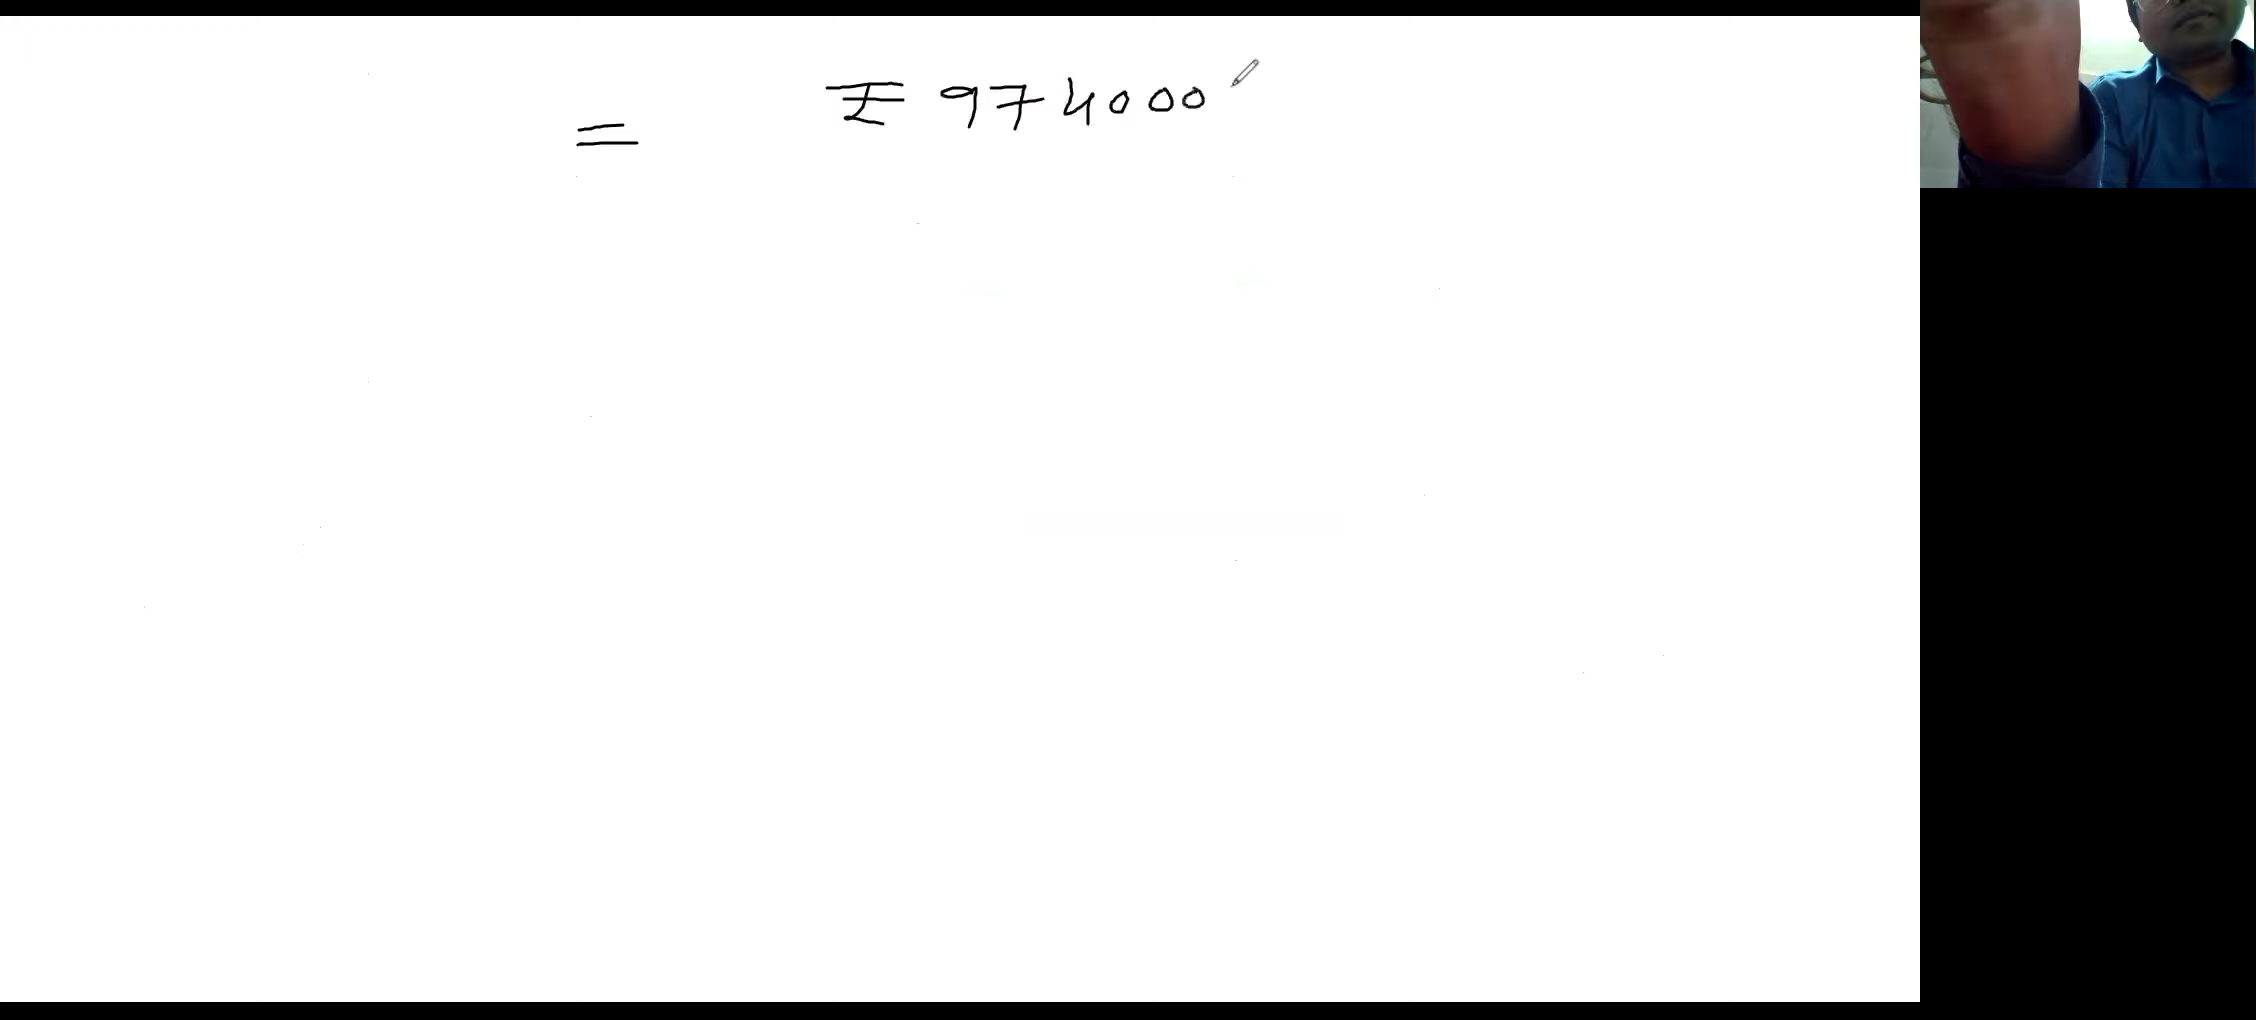 = ₹ 974000